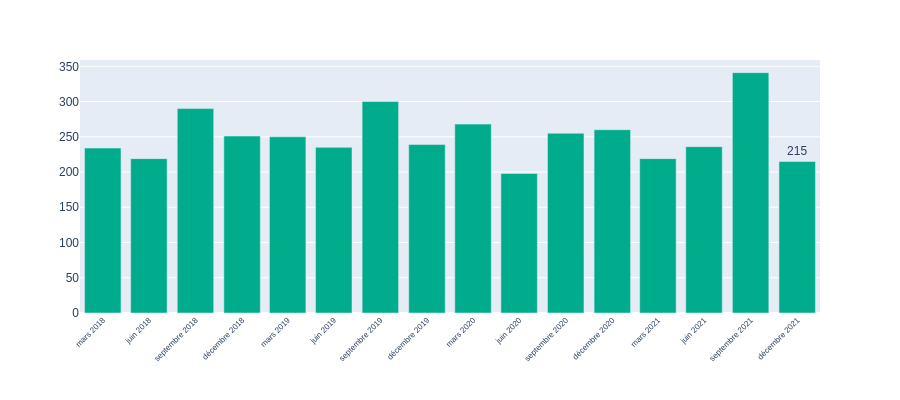 350
300
250
200
150
100
50
0
215
mars 2018
juin 2018
septembre 2018
décembre 2018
mars 2019
juin 2019
septembre 2019
décembre 2019
mars 2020
juin 2020
septembre 2020
décembre 2020
mars 2021
juin 2021
septembre 2021
décembre 2021